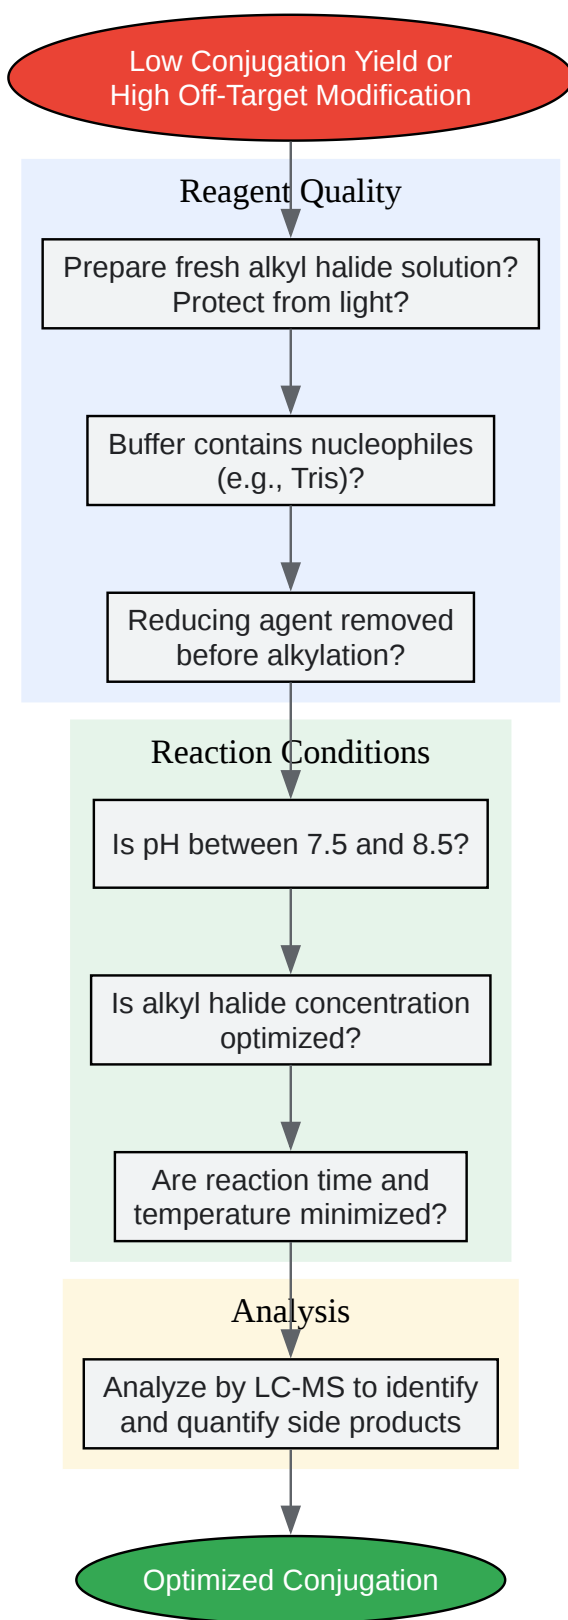 Low Conjugation Yield or
High Off-Target Modification
Reagent Quality
Prepare fresh alkyl halide solution?
Protect from light?
Buffer contains nucleophiles
(e.g., Tris)?
Reducing agent removed
before alkylation?
Reaction Conditions
Is pH between 7.5 and 8.5?
Is alkyl halide concentration
optimized?
Are reaction time and
temperature minimized?
Analysis
Analyze by LC-MS to identify
and quantify side products
Optimized Conjugation